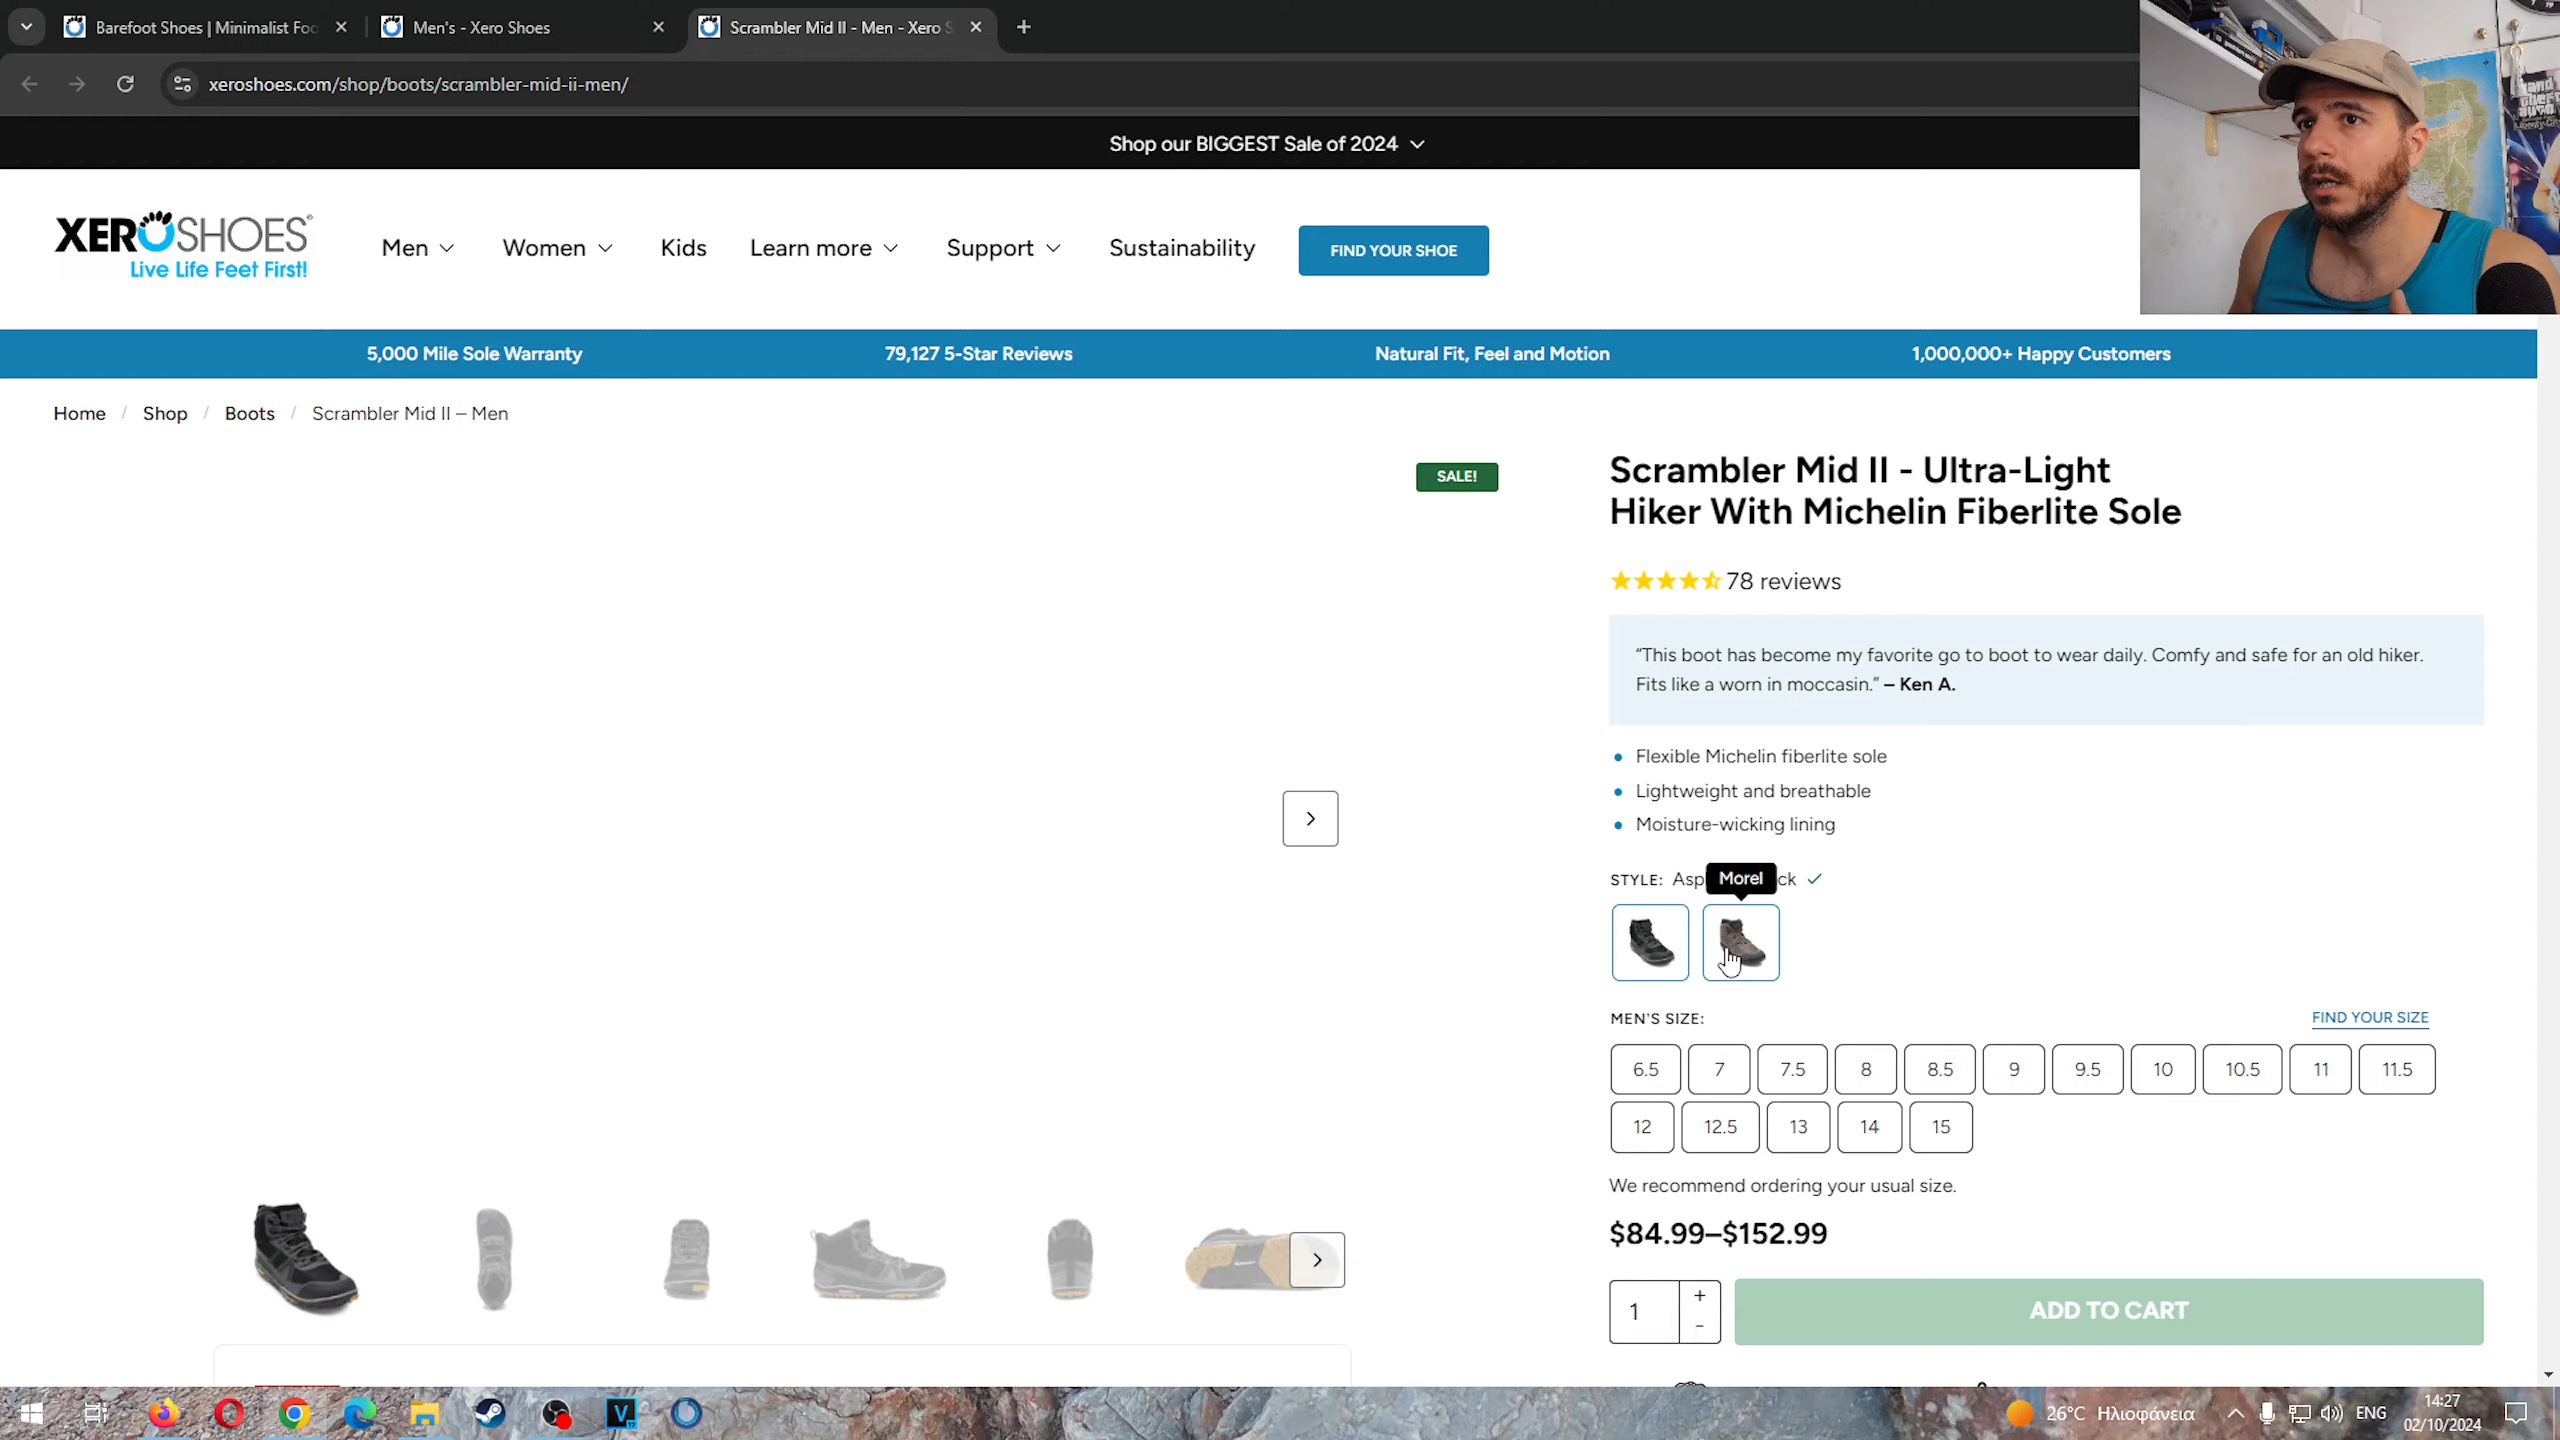 Barefoot Shoes | Minimalist Foo
Men's - Xero Shoes
Scrambler Mid II - Men - Xero S
xeroshoes.com/shop/boots/scrambler-mid-ii-men/
Shop our BIGGEST Sale of 2024
XEROSHOES®
Live Life Feet First!
Men
Women
Kids
Learn more
Support
Sustainability
FIND YOUR SHOE
5,000 Mile Sole Warranty
79,127 5-Star Reviews
Natural Fit, Feel and Motion
1,000,000+ Happy Customers
Home / Shop / Boots / Scrambler Mid II – Men
SALE!
Scrambler Mid II - Ultra-Light
Hiker With Michelin Fiberlite Sole
78 reviews
“This boot has become my favorite go to boot to wear daily. Comfy and safe for an old hiker.
Fits like a worn in moccasin.” – Ken A.
Flexible Michelin fiberlite sole
Lightweight and breathable
Moisture-wicking lining
STYLE: Asp
Morel
ck
MEN'S SIZE:
FIND YOUR SIZE
6.5 7 7.5 8 8.5 9 9.5 10 10.5 11 11.5
12 12.5 13 14 15
We recommend ordering your usual size.
$84.99–$152.99
1 + -
ADD TO CART
26°C Ηλιοφάνεια
ENG
14:27
02/10/2024